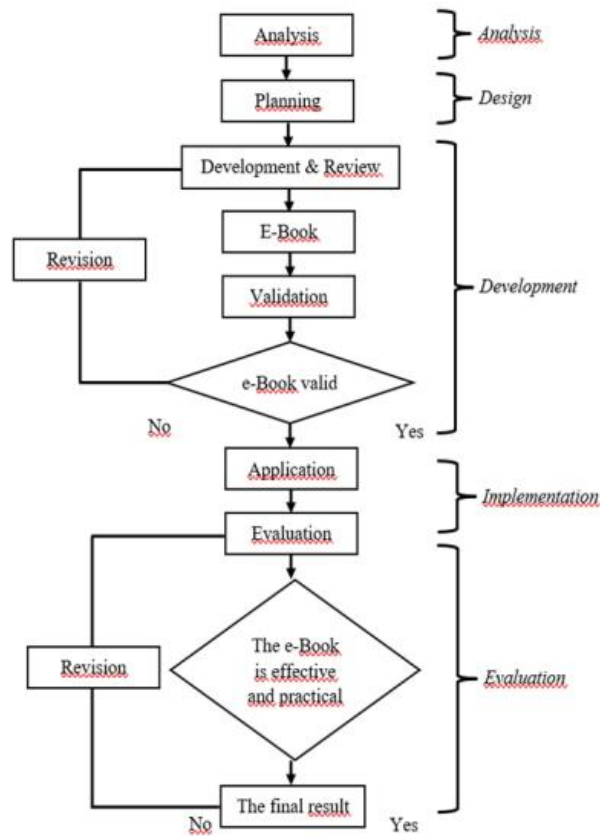 Analysis
Analysis
Planning
Design
Development & Review
E-Book
Revision
Validation
Development
e-Book valid
No
Yes
Application
Implementation
Evaluation
The e-Book
is effective
and practical
Revision
Evaluation
The final result
No
Yes